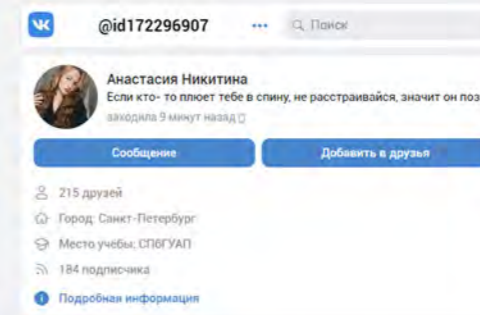 @id172296907
Поиск
Анастасия Никитина
Если кто- то плюет тебе в спину, не расстраивайся, значит он поз
заходила 9 минут назад
Сообщение
Добавить в друзья
215 друзей
Город: Санкт-Петербург
Место учёбы: СПбГУАП
184 подписчика
Подробная информация